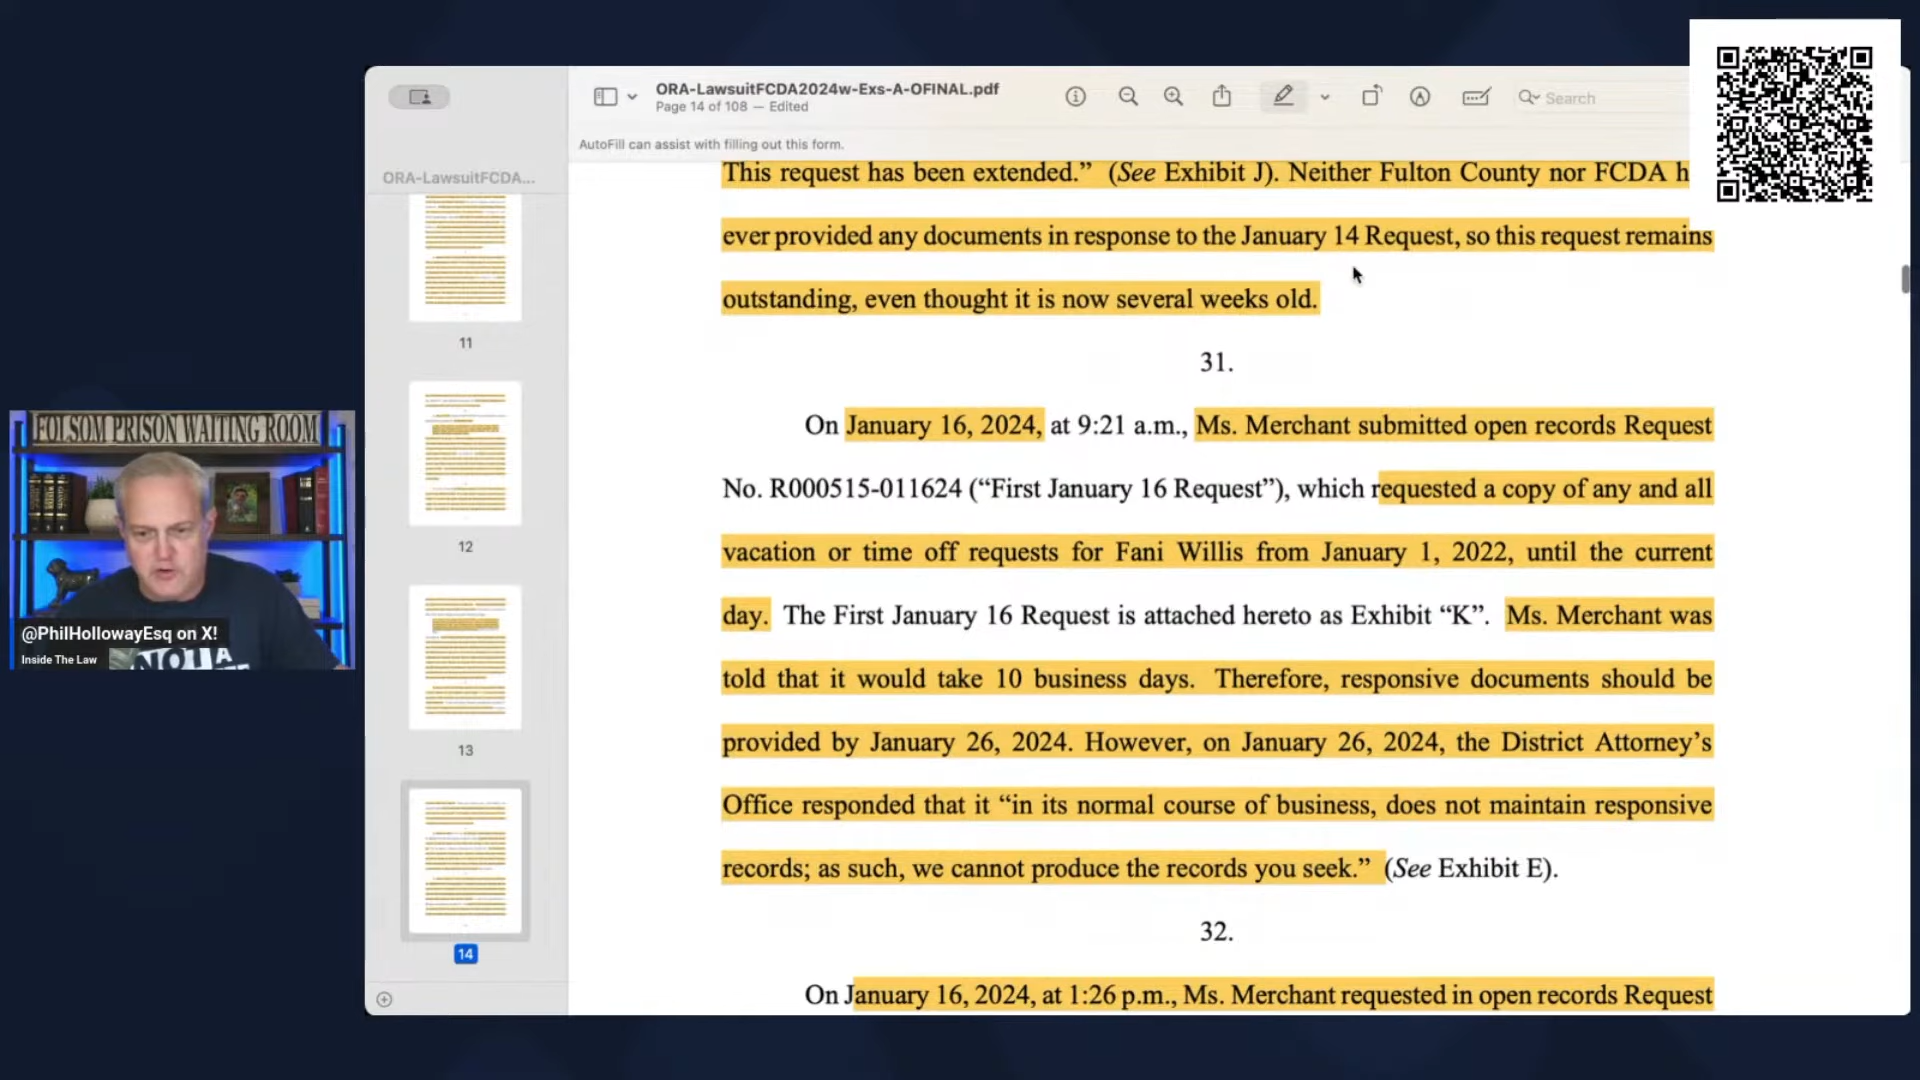 ORA-LawsuitFCDA2024w-Exs-A-OFINAL.pdf
Page 14 of 108 — Edited
Search
AutoFill can assist with filling out this form.
ORA-LawsuitFCDA...
11
12
13
14
This request has been extended.” (See Exhibit J). Neither Fulton County nor FCDA h
ever provided any documents in response to the January 14 Request, so this request remains
outstanding, even thought it is now several weeks old.
31.
On January 16, 2024, at 9:21 a.m., Ms. Merchant submitted open records Request
No. R000515-011624 (“First January 16 Request”), which requested a copy of any and all
vacation or time off requests for Fani Willis from January 1, 2022, until the current
day. The First January 16 Request is attached hereto as Exhibit “K”. Ms. Merchant was
told that it would take 10 business days. Therefore, responsive documents should be
provided by January 26, 2024. However, on January 26, 2024, the District Attorney’s
Office responded that it “in its normal course of business, does not maintain responsive
records; as such, we cannot produce the records you seek.” (See Exhibit E).
32.
On January 16, 2024, at 1:26 p.m., Ms. Merchant requested in open records Request
FOLSOM PRISON WAITING ROOM
@PhilHollowayEsq on X!
Inside The Law
NOT A